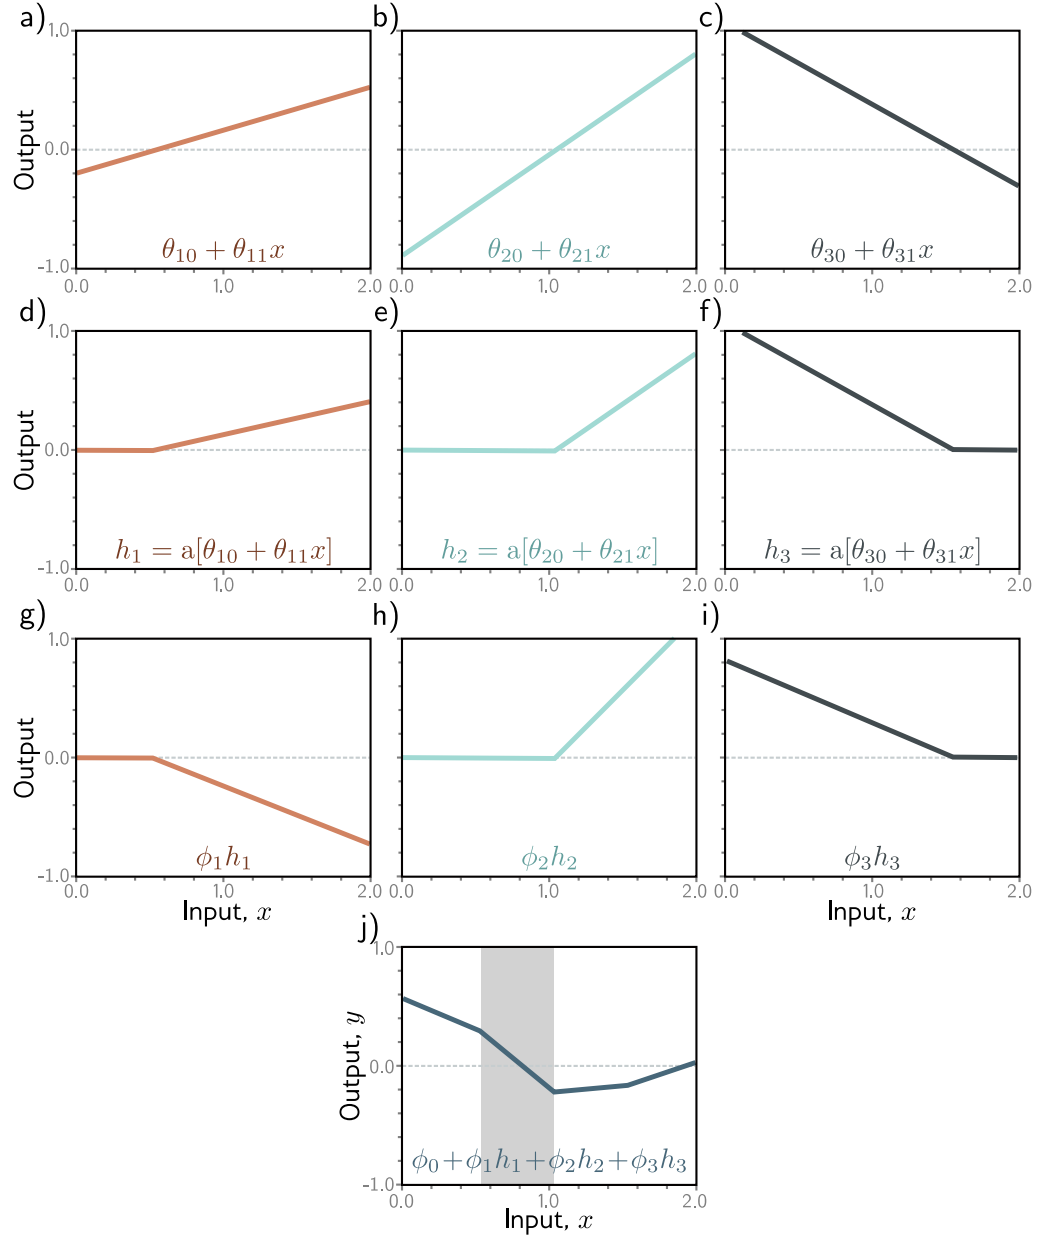 a) b) c)
1.0
Output
0.0
-1.0
θ₁₀ + θ₁₁x θ₂₀ + θ₂₁x θ₃₀ + θ₃₁x
0.0 1.0 2.0 0.0 1.0 2.0 0.0 1.0 2.0
d) e) f)
1.0
Output
0.0
-1.0
h₁ = a[θ₁₀ + θ₁₁x] h₂ = a[θ₂₀ + θ₂₁x] h₃ = a[θ₃₀ + θ₃₁x]
0.0 1.0 2.0 0.0 1.0 2.0 0.0 1.0 2.0
g) h) i)
1.0
Output
0.0
-1.0
ϕ₁h₁ ϕ₂h₂ ϕ₃h₃
0.0 1.0 2.0 0.0 1.0 2.0 0.0 1.0 2.0
Input, x Input, x
j)
1.0
Output, y
0.0
-1.0
ϕ₀+ϕ₁h₁+ϕ₂h₂+ϕ₃h₃
0.0 1.0 2.0
Input, x